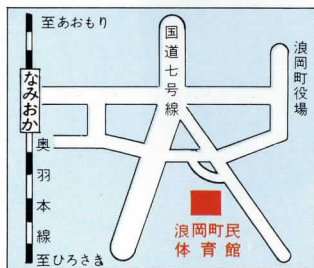 至あおもり
なみおか
奥羽本線
至ひろさき
国道七号線
浪岡町役場
浪岡町民
体育館